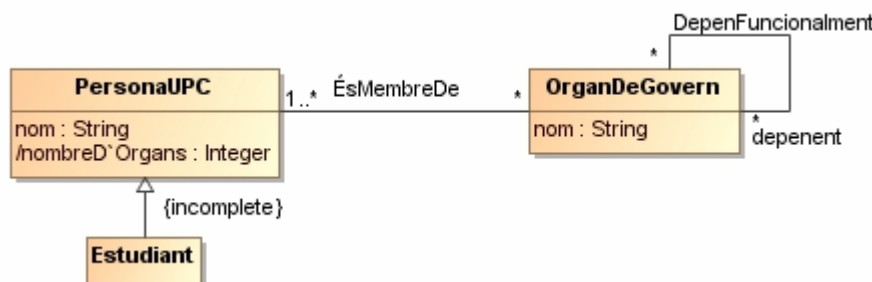 DepenFuncionalment
*
PersonaUPC
1..*
ÉsMembreDe
*
OrganDeGovern
nom : String
/nombreD`Organs : Integer
nom : String
*
depenent
{incomplete}
Estudiant